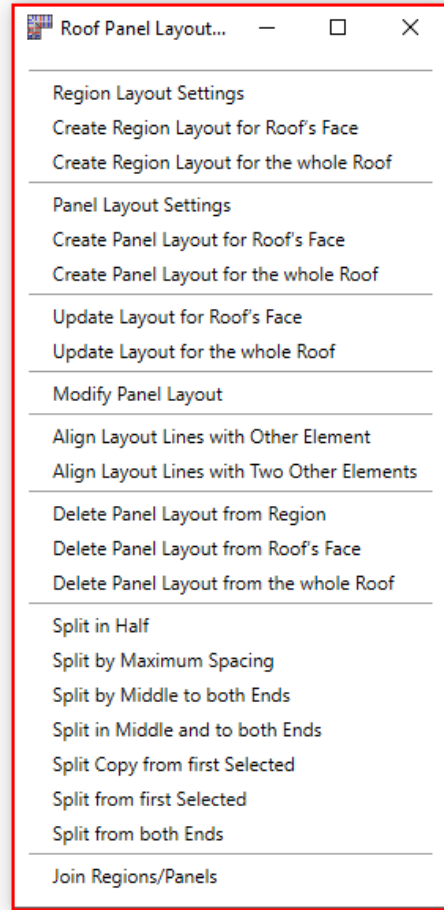 Roof Panel Layout...
Region Layout Settings
Create Region Layout for Roof's Face
Create Region Layout for the whole Roof
Panel Layout Settings
Create Panel Layout for Roof's Face
Create Panel Layout for the whole Roof
Update Layout for Roof's Face
Update Layout for the whole Roof
Modify Panel Layout
Align Layout Lines with Other Element
Align Layout Lines with Two Other Elements
Delete Panel Layout from Region
Delete Panel Layout from Roof's Face
Delete Panel Layout from the whole Roof
Split in Half
Split by Maximum Spacing
Split by Middle to both Ends
Split in Middle and to both Ends
Split Copy from first Selected
Split from first Selected
Split from both Ends
Join Regions/Panels